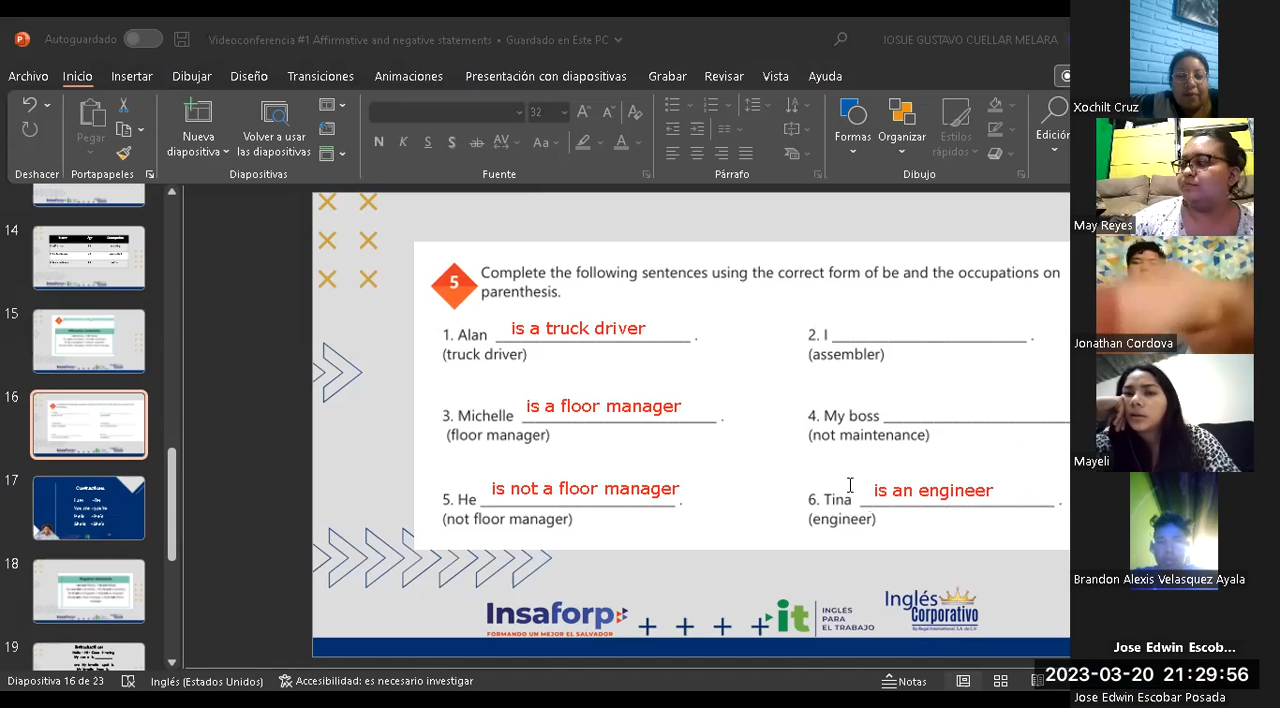 Autoguardado
Videoconferencia #1 Affirmative and negative statements • Guardado en Este PC
JOSUE GUSTAVO CUELLAR MELARA
Archivo Inicio Insertar Dibujar Diseño Transiciones Animaciones Presentación con diapositivas Grabar Revisar Vista Ayuda
Pegar
Nueva diapositiva
Volver a usar las diapositivas
32
N K S S ab AV Aa A
Formas Organizar Estilos rápidos Edición
Deshacer Portapapeles Diapositivas Fuente Párrafo Dibujo
14
15
16
17
18
19
5
Complete the following sentences using the correct form of be and the occupations on
parenthesis.
1. Alan is a truck driver .
(truck driver)
2. I ____ .
(assembler)
3. Michelle is a floor manager .
(floor manager)
4. My boss ____
(not maintenance)
5. He is not a floor manager .
(not floor manager)
6. Tina is an engineer .
(engineer)
Insaforp
FORMANDO UN MEJOR EL SALVADOR
it
INGLÉS
PARA
EL TRABAJO
Inglés
Corporativo
Diapositiva 16 de 23
Inglés (Estados Unidos)
Accesibilidad: es necesario investigar
Notas
Xochilt Cruz
May Reyes
Jonathan Cordova
Mayeli
Brandon Alexis Velasquez Ayala
Jose Edwin Escob...
2023-03-20 21:29:56
Jose Edwin Escobar Posada